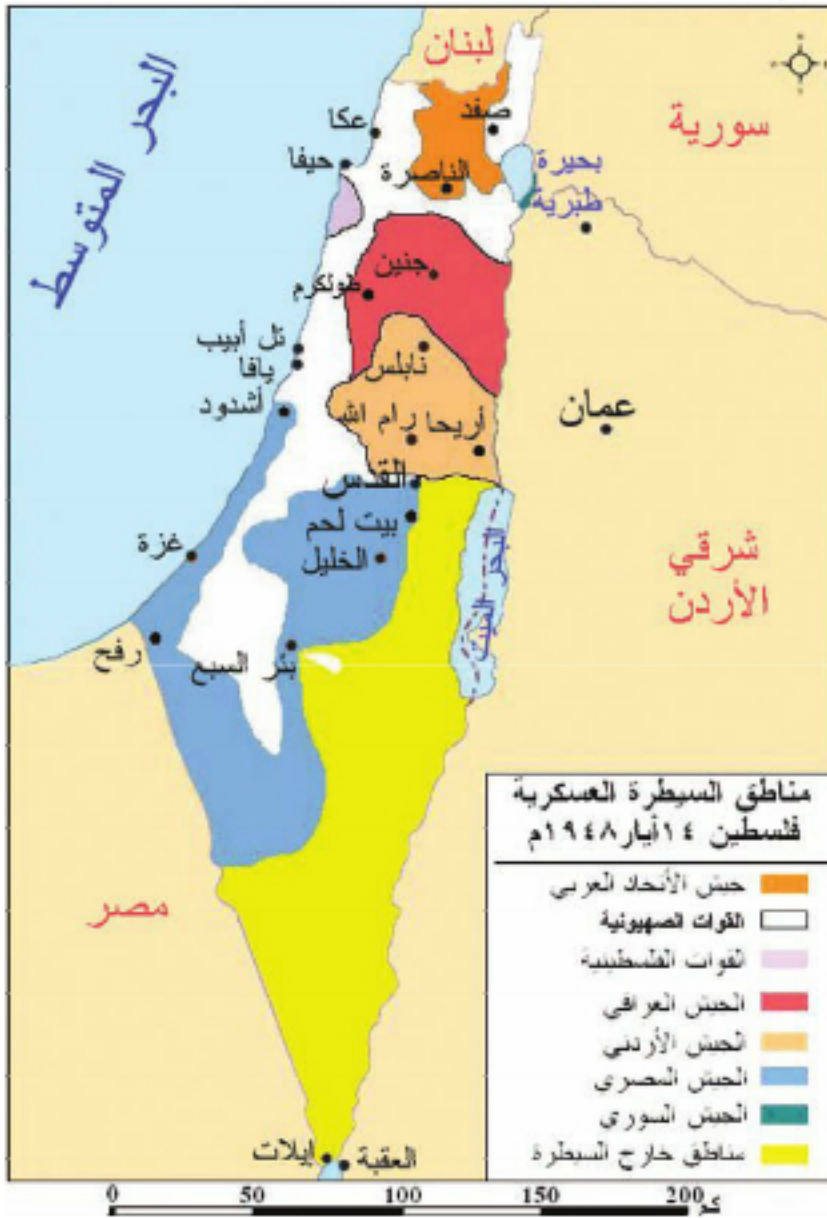 لبنان
سورية
البحر المتوسط
عكا
صفد
حيفا
الناصرة
بحيرة
طبرية
جنين
طولكرم
تل أبيب
نابلس
يافا
أشدود
رام الله
أريحا
عمان
القدس
بيت لحم
البحر الميت
غزة
الخليل
شرقي
الأردن
رفح
بئر السبع
مصر
إيلات
العقبة
مناطق السيطرة العسكرية
فلسطين ١٤أيار١٩٤٨م
جيش الأتحاد العربي
القوات الصهيونية
القوات الفلسطينية
الجيش العراقي
الجيش الأردني
الجيش المصري
الجيش السوري
مناطق خارج السيطرة
0 50 100 150 200 كم